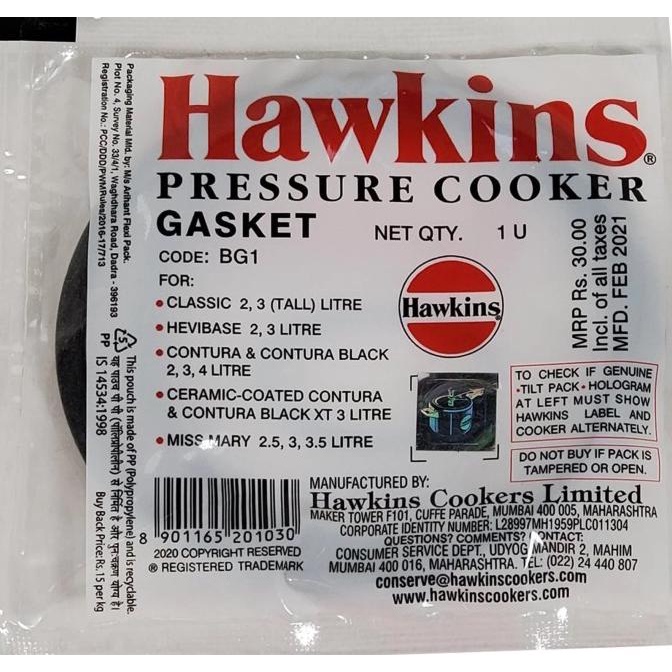 Hawkins®
PRESSURE COOKER
GASKET
NET QTY. 1 U
CODE: BG1
FOR:
• CLASSIC 2, 3 (TALL) LITRE
• HEVIBASE 2, 3 LITRE
• CONTURA & CONTURA BLACK
2, 3, 4 LITRE
• CERAMIC-COATED CONTURA
& CONTURA BLACK XT 3 LITRE
• MISS MARY 2.5, 3, 3.5 LITRE
Hawkins
MRP Rs. 30.00
Incl. of all taxes
MFD. FEB 2021
TO CHECK IF GENUINE
•TILT PACK• HOLOGRAM
AT LEFT MUST SHOW
HAWKINS LABEL AND
COOKER ALTERNATELY.
DO NOT BUY IF PACK IS
TAMPERED OR OPEN.
8 901165 201030
2020 COPYRIGHT RESERVED
® REGISTERED TRADEMARK
MANUFACTURED BY:
Hawkins Cookers Limited
MAKER TOWER F101, CUFFE PARADE, MUMBAI 400 005, MAHARASHTRA
CORPORATE IDENTITY NUMBER: L28997MH1959PLC011304
QUESTIONS? COMMENTS? CONTACT:
CONSUMER SERVICE DEPT., UDYOG MANDIR 2, MAHIM
MUMBAI 400 016, MAHARASHTRA. TEL: (022) 24 440 807
conserve@hawkinscookers.com
www.hawkinscookers.com
Packaging Material Mfd. by: M/s Arihant Flexi Pack.
Plot No. 4, Survey No. 33/4/1, Waghdhara Road, Dadra - 396193
Registration No.: PCC/DDD/PWMRules/2016-17/713
5
PP
This pouch is made of PP (Polypropylene) and is recyclable.
यह पाउच पी पी (पॉलिप्रोपीलीन) से निर्मित है और पुनःचक्रण योग्य है।
IS 14534:1998
Buy Back Price: Rs. 15 per kg